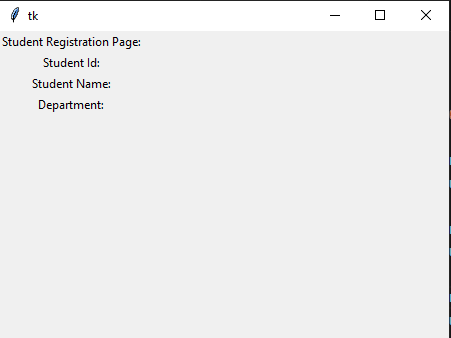 tk
Student Registration Page:
Student Id:
Student Name:
Department: